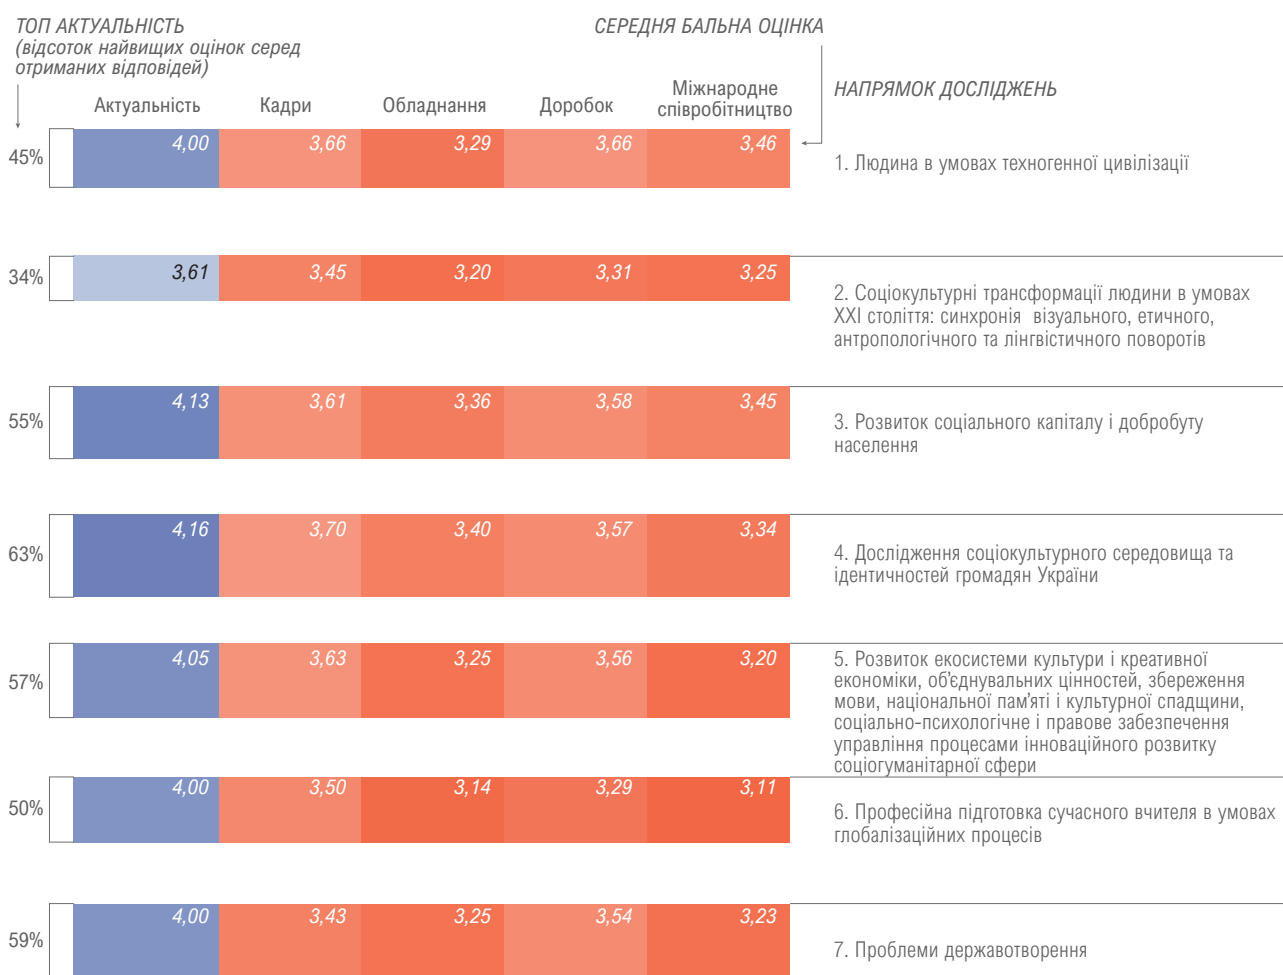 ТОП АКТУАЛЬНІСТЬ
(відсоток найвищих оцінок серед
отриманих відповідей)
СЕРЕДНЯ БАЛЬНА ОЦІНКА
НАПРЯМОК ДОСЛІДЖЕНЬ
Актуальність
Кадри
Обладнання
Доробок
Міжнародне
співробітництво
45%
4,00
3,66
3,29
3,66
3,46
1. Людина в умовах техногенної цивілізації
34%
3,61
3,45
3,20
3,31
3,25
2. Соціокультурні трансформації людини в умовах
XXI століття: синхронія візуального, етичного,
антропологічного та лінгвістичного поворотів
55%
4,13
3,61
3,36
3,58
3,45
3. Розвиток соціального капіталу і добробуту
населення
63%
4,16
3,70
3,40
3,57
3,34
4. Дослідження соціокультурного середовища та
ідентичностей громадян України
57%
4,05
3,63
3,25
3,56
3,20
5. Розвиток екосистеми культури і креативної
економіки, об'єднувальних цінностей, збереження
мови, національної пам'яті і культурної спадщини,
соціально-психологічне і правове забезпечення
управління процесами інноваційного розвитку
соціогуманітарної сфери
50%
4,00
3,50
3,14
3,29
3,11
6. Професійна підготовка сучасного вчителя в умовах
глобалізаційних процесів
59%
4,00
3,43
3,25
3,54
3,23
7. Проблеми державотворення